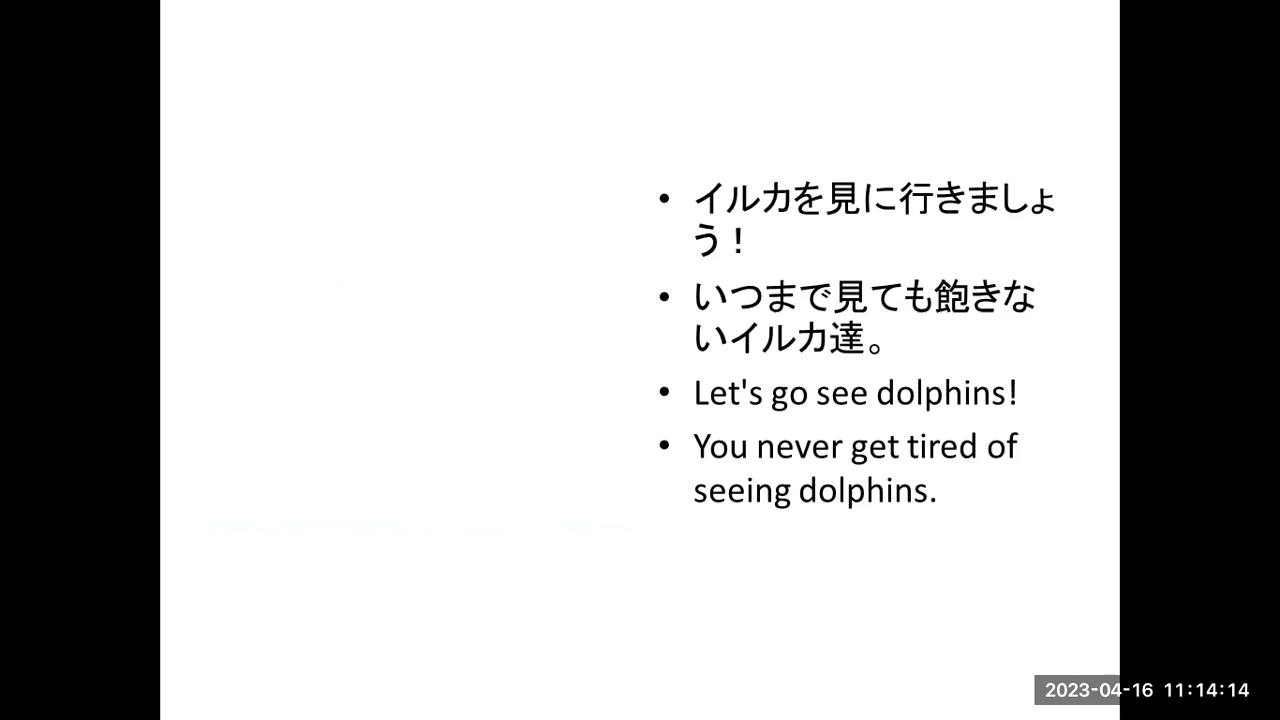 • イルカを見に行きましょ
う！
• いつまで見ても飽きな
いイルカ達。
• Let's go see dolphins!
• You never get tired of
seeing dolphins.
2023-04-16 11:14:14